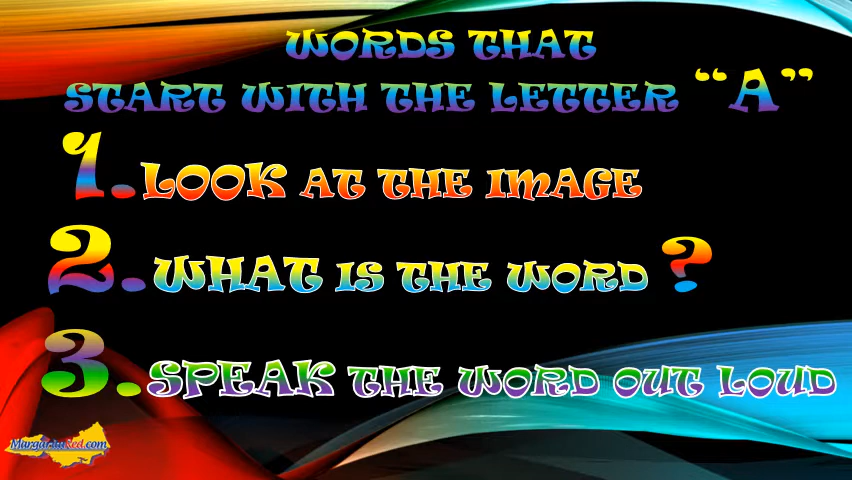 WORDS THAT
START WITH THE LETTER “A”
1. LOOK AT THE IMAGE
2. WHAT IS THE WORD ?
3. SPEAK THE WORD OUT LOUD
MargaritaRed.com